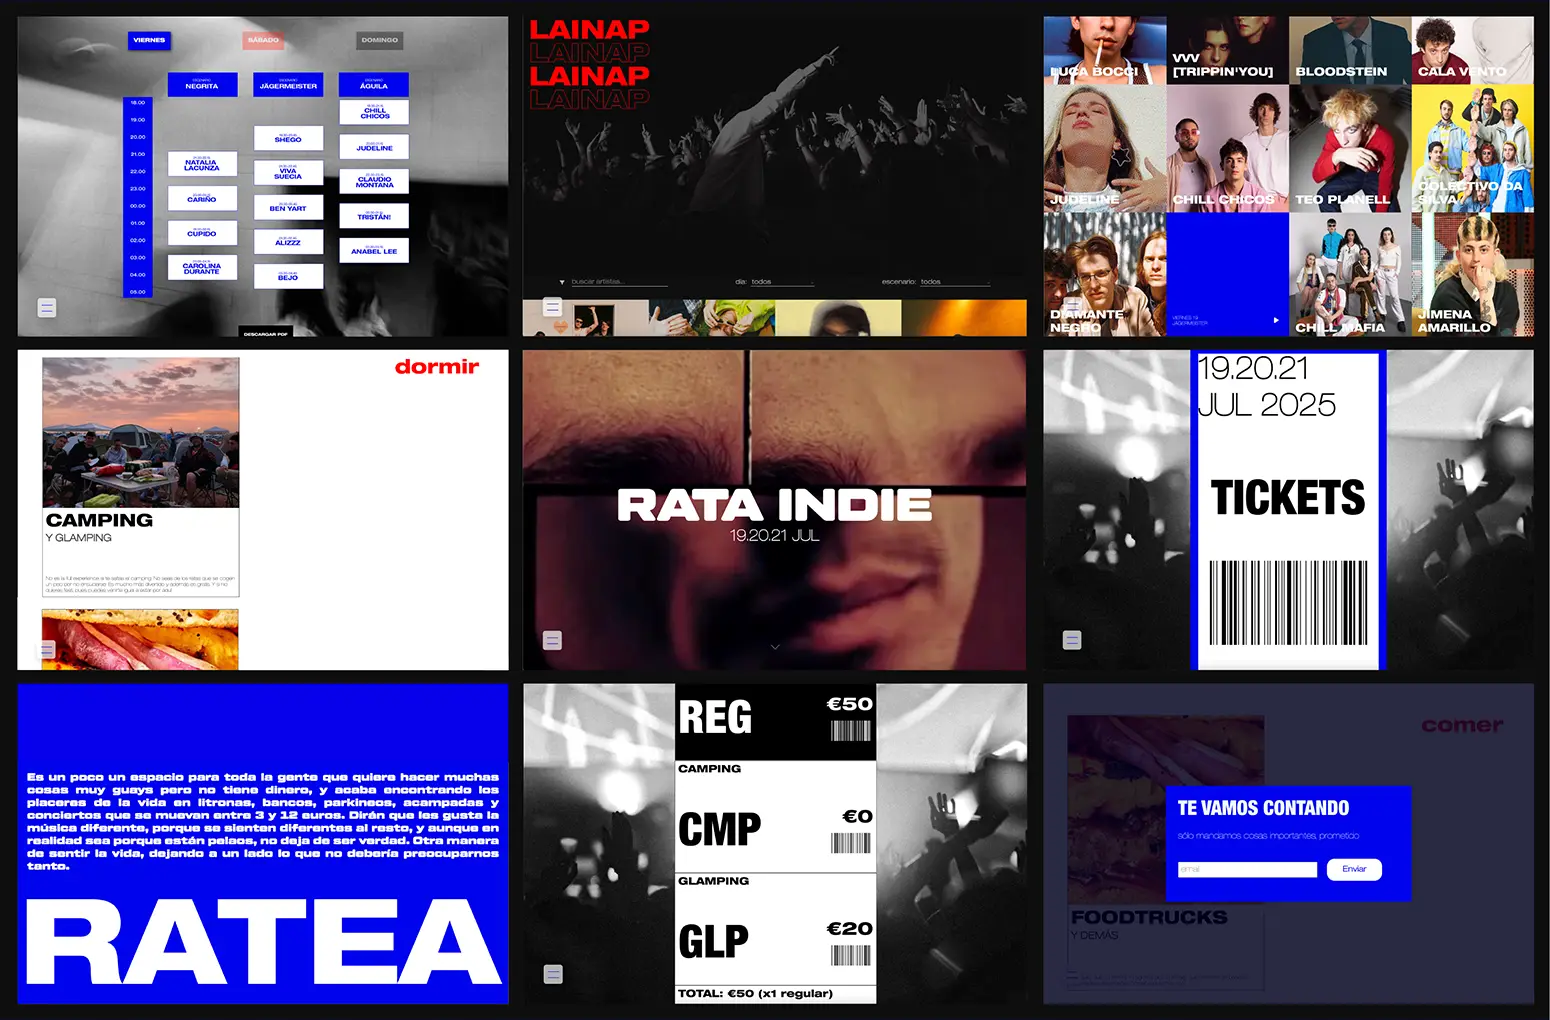 VIERNES
SÁBADO
DOMINGO
ESCENARIO
NEGRITA
ESCENARIO
JÄGERMEISTER
ESCENARIO
ÁGUILA
18.00
19.00
20.00
21.00
22.00
23.00
00.00
01.00
02.00
03.00
04.00
05.00
NATALIA
LACUNZA
CARIÑO
CUPIDO
CAROLINA
DURANTE
SHEGO
VIVA
SUECIA
BEN YART
ALIZZZ
BEJO
CHILL
CHICOS
JUDELINE
CLAUDIO
MONTANA
TRISTÁN!
ANABEL LEE
DESCARGAR PDF
LAINAP
LAINAP
LAINAP
LAINAP
buscar artistas...
día: todos
escenario: todos
LUCA BOCCI
VVV
[TRIPPIN'YOU]
BLOODSTEIN
CALA VENTO
JUDELINE
CHILL CHICOS
TEO PLANELL
COLECTIVO DA
SILVA
DIAMANTE
NEGRO
VIERNES 19
JÄGERMEISTER
CHILL MAFIA
JIMENA
AMARILLO
dormir
CAMPING
Y GLAMPING
RATA INDIE
19.20.21 JUL
19.20.21
JUL 2025
TICKETS
Es un poco un espacio para toda la gente que quiere hacer muchas
cosas muy guays pero no tiene dinero, y acaba encontrando los
placeres de la vida en litronas, bancos, parkineos, acampadas y
conciertos que se muevan entre 3 y 12 euros. Dirán que les gusta la
música diferente, porque se sienten diferentes al resto, y aunque en
realidad sea porque están pelaos, no deja de ser verdad. Otra manera
de sentir la vida, dejando a un lado lo que no debería preocuparnos
tanto.
RATEA
REG
€50
CAMPING
CMP
€0
GLAMPING
GLP
€20
TOTAL: €50 (x1 regular)
comer
TE VAMOS CONTANDO
sólo mandamos cosas importantes, prometido
email
Enviar
FOODTRUCKS
Y DEMÁS